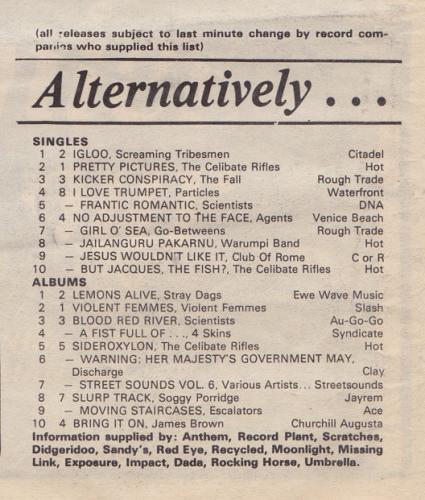 (all releases subject to last minute change by record com-
panies who supplied this list)
Alternatively . . .
SINGLES
1 2 IGLOO, Screaming Tribesmen Citadel
2 1 PRETTY PICTURES, The Celibate Rifles Hot
3 3 KICKER CONSPIRACY, The Fall Rough Trade
4 8 I LOVE TRUMPET, Particles Waterfront
5 – FRANTIC ROMANTIC, Scientists DNA
6 4 NO ADJUSTMENT TO THE FACE, Agents Venice Beach
7 – GIRL O' SEA, Go-Betweens Rough Trade
8 – JAILANGURU PAKARNU, Warumpi Band Hot
9 – JESUS WOULDN'T LIKE IT, Club Of Rome C or R
10 – BUT JACQUES, THE FISH?, The Celibate Rifles Hot
ALBUMS
1 2 LEMONS ALIVE, Stray Dags Ewe Wave Music
2 1 VIOLENT FEMMES, Violent Femmes Slash
3 3 BLOOD RED RIVER, Scientists Au-Go-Go
4 – A FIST FULL OF . . ., 4 Skins Syndicate
5 5 SIDEROXYLON, The Celibate Rifles Hot
6 – WARNING: HER MAJESTY'S GOVERNMENT MAY,
Discharge Clay
7 – STREET SOUNDS VOL. 6, Various Artists... Streetsounds
8 7 SLURP TRACK, Soggy Porridge Jayrem
9 – MOVING STAIRCASES, Escalators Ace
10 4 BRING IT ON, James Brown Churchill Augusta
Information supplied by: Anthem, Record Plant, Scratches,
Didgeridoo, Sandy's, Red Eye, Recycled, Moonlight, Missing
Link, Exposure, Impact, Dada, Rocking Horse, Umbrella.